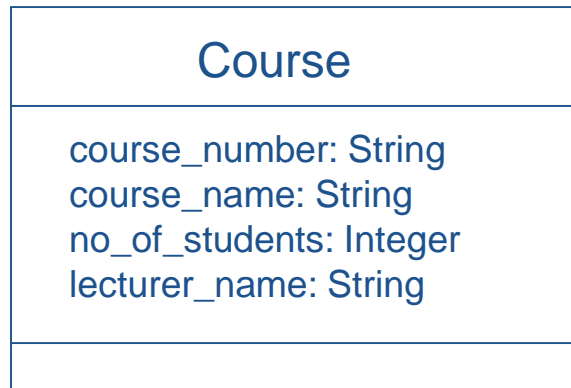 Course
course_number: String
course_name: String
no_of_students: Integer
lecturer_name: String